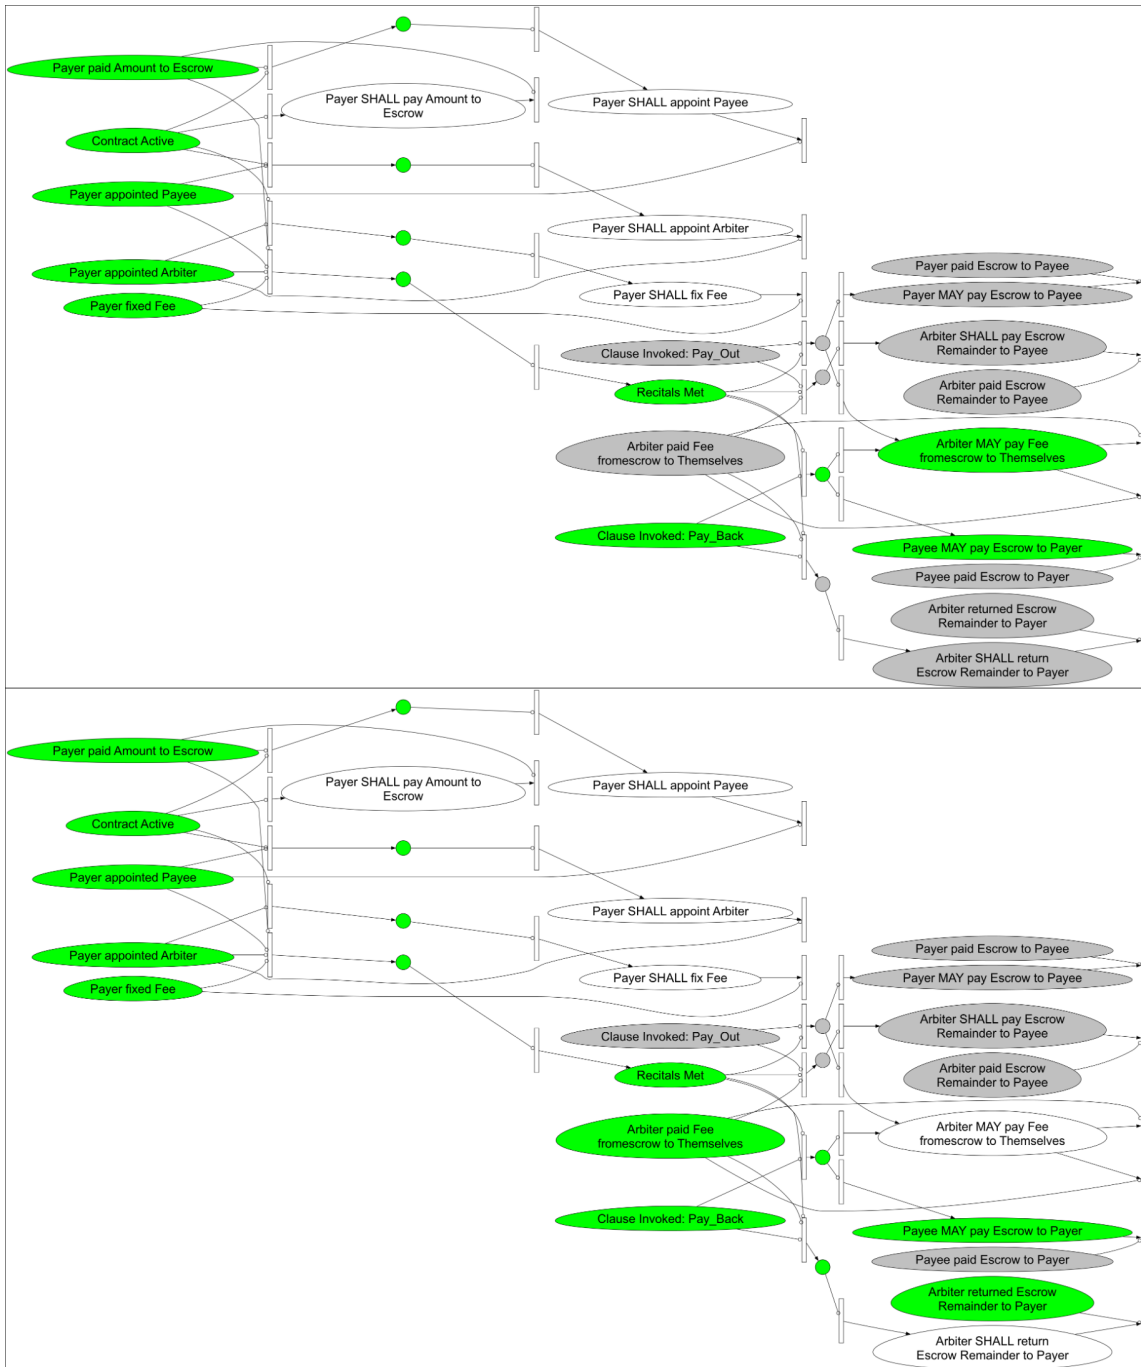 Payer paid Amount to Escrow
Payer SHALL pay Amount to
Escrow
Payer SHALL appoint Payee
Contract Active
Payer appointed Payee
Payer SHALL appoint Arbiter
Payer appointed Arbiter
Payer fixed Fee
Payer SHALL fix Fee
Payer paid Escrow to Payee
Payer MAY pay Escrow to Payee
Clause Invoked: Pay_Out
Arbiter SHALL pay Escrow
Remainder to Payee
Recitals Met
Arbiter paid Escrow
Remainder to Payee
Arbiter paid Fee
fromescrow to Themselves
Arbiter MAY pay Fee
fromescrow to Themselves
Clause Invoked: Pay_Back
Payee MAY pay Escrow to Payer
Payee paid Escrow to Payer
Arbiter returned Escrow
Remainder to Payer
Arbiter SHALL return
Escrow Remainder to Payer
Payer paid Amount to Escrow
Payer SHALL pay Amount to
Escrow
Payer SHALL appoint Payee
Contract Active
Payer appointed Payee
Payer SHALL appoint Arbiter
Payer appointed Arbiter
Payer fixed Fee
Payer SHALL fix Fee
Payer paid Escrow to Payee
Payer MAY pay Escrow to Payee
Clause Invoked: Pay_Out
Arbiter SHALL pay Escrow
Remainder to Payee
Recitals Met
Arbiter paid Escrow
Remainder to Payee
Arbiter paid Fee
fromescrow to Themselves
Arbiter MAY pay Fee
fromescrow to Themselves
Clause Invoked: Pay_Back
Payee MAY pay Escrow to Payer
Payee paid Escrow to Payer
Arbiter returned Escrow
Remainder to Payer
Arbiter SHALL return
Escrow Remainder to Payer